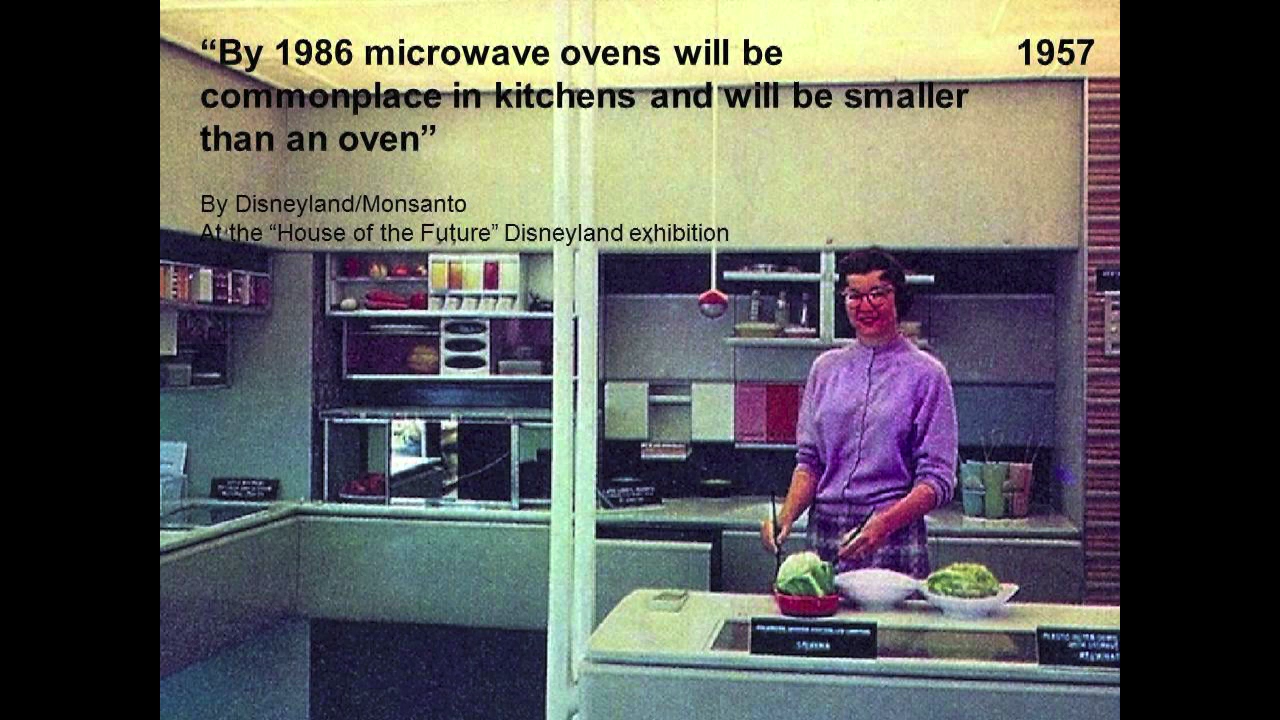 “By 1986 microwave ovens will be
1957
commonplace in kitchens and will be smaller
than an oven”
By Disneyland/Monsanto
At the “House of the Future” Disneyland exhibition